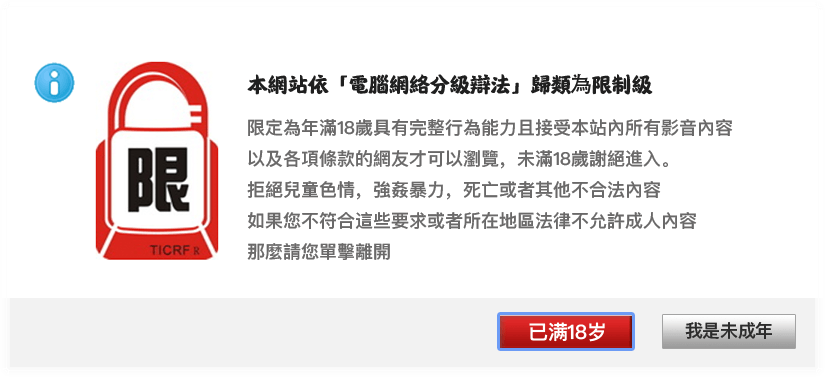 本網站依「電腦網絡分級辯法」歸類為限制級
限
TICRF R
限定為年滿18歲具有完整行為能力且接受本站內所有影音內容
以及各項條款的網友才可以瀏覽，未滿18歲謝絕進入。
拒絕兒童色情，強姦暴力，死亡或者其他不合法內容
如果您不符合這些要求或者所在地區法律不允許成人內容
那麼請您單擊離開
已满18岁
我是未成年